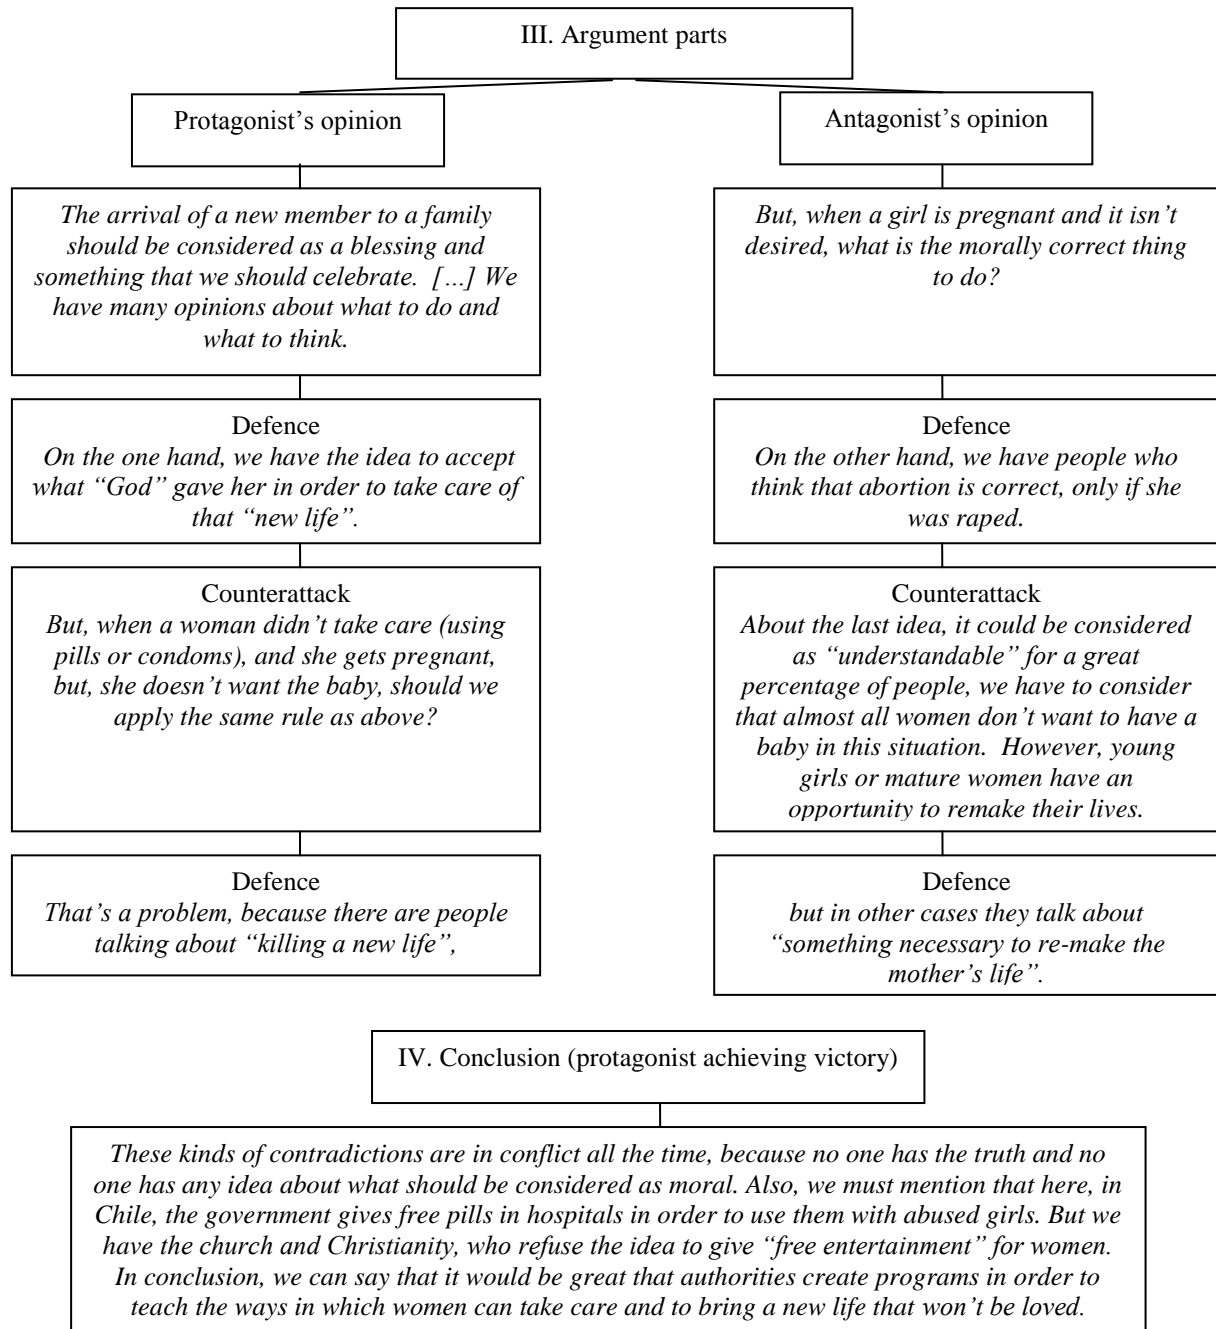 III. Argument parts
Protagonist’s opinion
Antagonist’s opinion
The arrival of a new member to a family
should be considered as a blessing and
something that we should celebrate. […] We
have many opinions about what to do and
what to think.
But, when a girl is pregnant and it isn’t
desired, what is the morally correct thing
to do?
Defence
On the one hand, we have the idea to accept
what “God” gave her in order to take care of
that “new life”.
Defence
On the other hand, we have people who
think that abortion is correct, only if she
was raped.
Counterattack
But, when a woman didn’t take care (using
pills or condoms), and she gets pregnant,
but, she doesn’t want the baby, should we
apply the same rule as above?
Counterattack
About the last idea, it could be considered
as “understandable” for a great
percentage of people, we have to consider
that almost all women don’t want to have a
baby in this situation. However, young
girls or mature women have an
opportunity to remake their lives.
Defence
That’s a problem, because there are people
talking about “killing a new life”,
Defence
but in other cases they talk about
“something necessary to re-make the
mother’s life”.
IV. Conclusion (protagonist achieving victory)
These kinds of contradictions are in conflict all the time, because no one has the truth and no
one has any idea about what should be considered as moral. Also, we must mention that here, in
Chile, the government gives free pills in hospitals in order to use them with abused girls. But we
have the church and Christianity, who refuse the idea to give “free entertainment” for women.
In conclusion, we can say that it would be great that authorities create programs in order to
teach the ways in which women can take care and to bring a new life that won’t be loved.